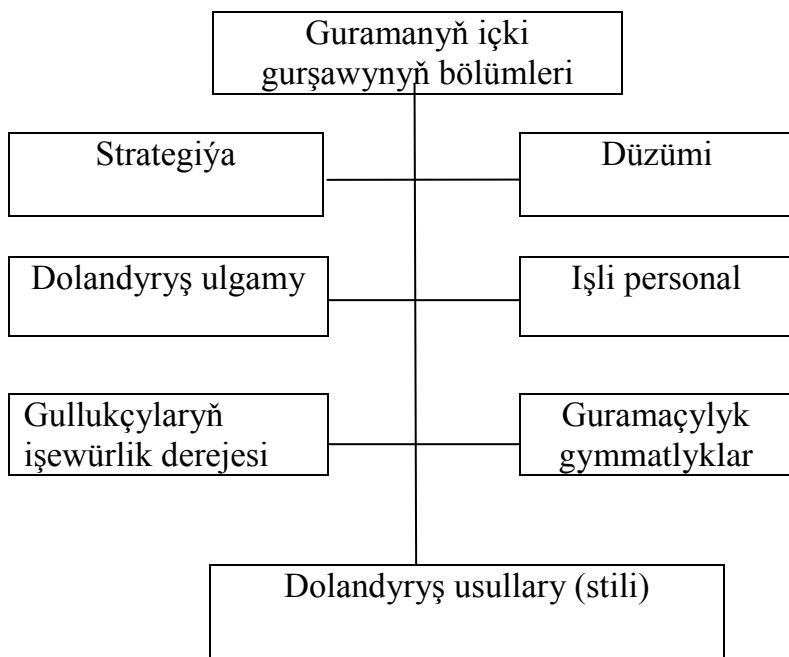 Guramanyň içki
gurşawynyň bölümleri
Strategiýa
Düzümi
Dolandyryş ulgamy
Işli personal
Gullukçylaryň
işewürlik derejesi
Guramaçylyk
gymmatlyklar
Dolandyryş usullary (stili)